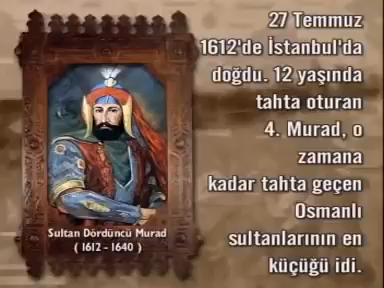 27 Temmuz
1612'de İstanbul'da
doğdu. 12 yaşında
tahta oturan
4. Murad, o
zamana
kadar tahta geçen
Osmanlı
sultanlarının en
küçüğü idi.
Sultan Dördüncü Murad
( 1612 - 1640 )